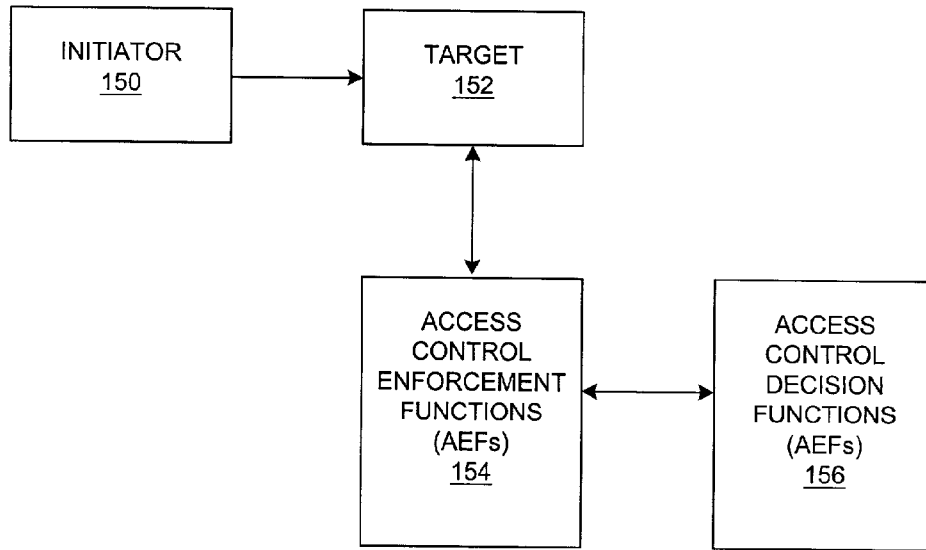 INITIATOR
150
TARGET
152
ACCESS
CONTROL
ENFORCEMENT
FUNCTIONS
(AEFs)
154
ACCESS
CONTROL
DECISION
FUNCTIONS
(AEFs)
156